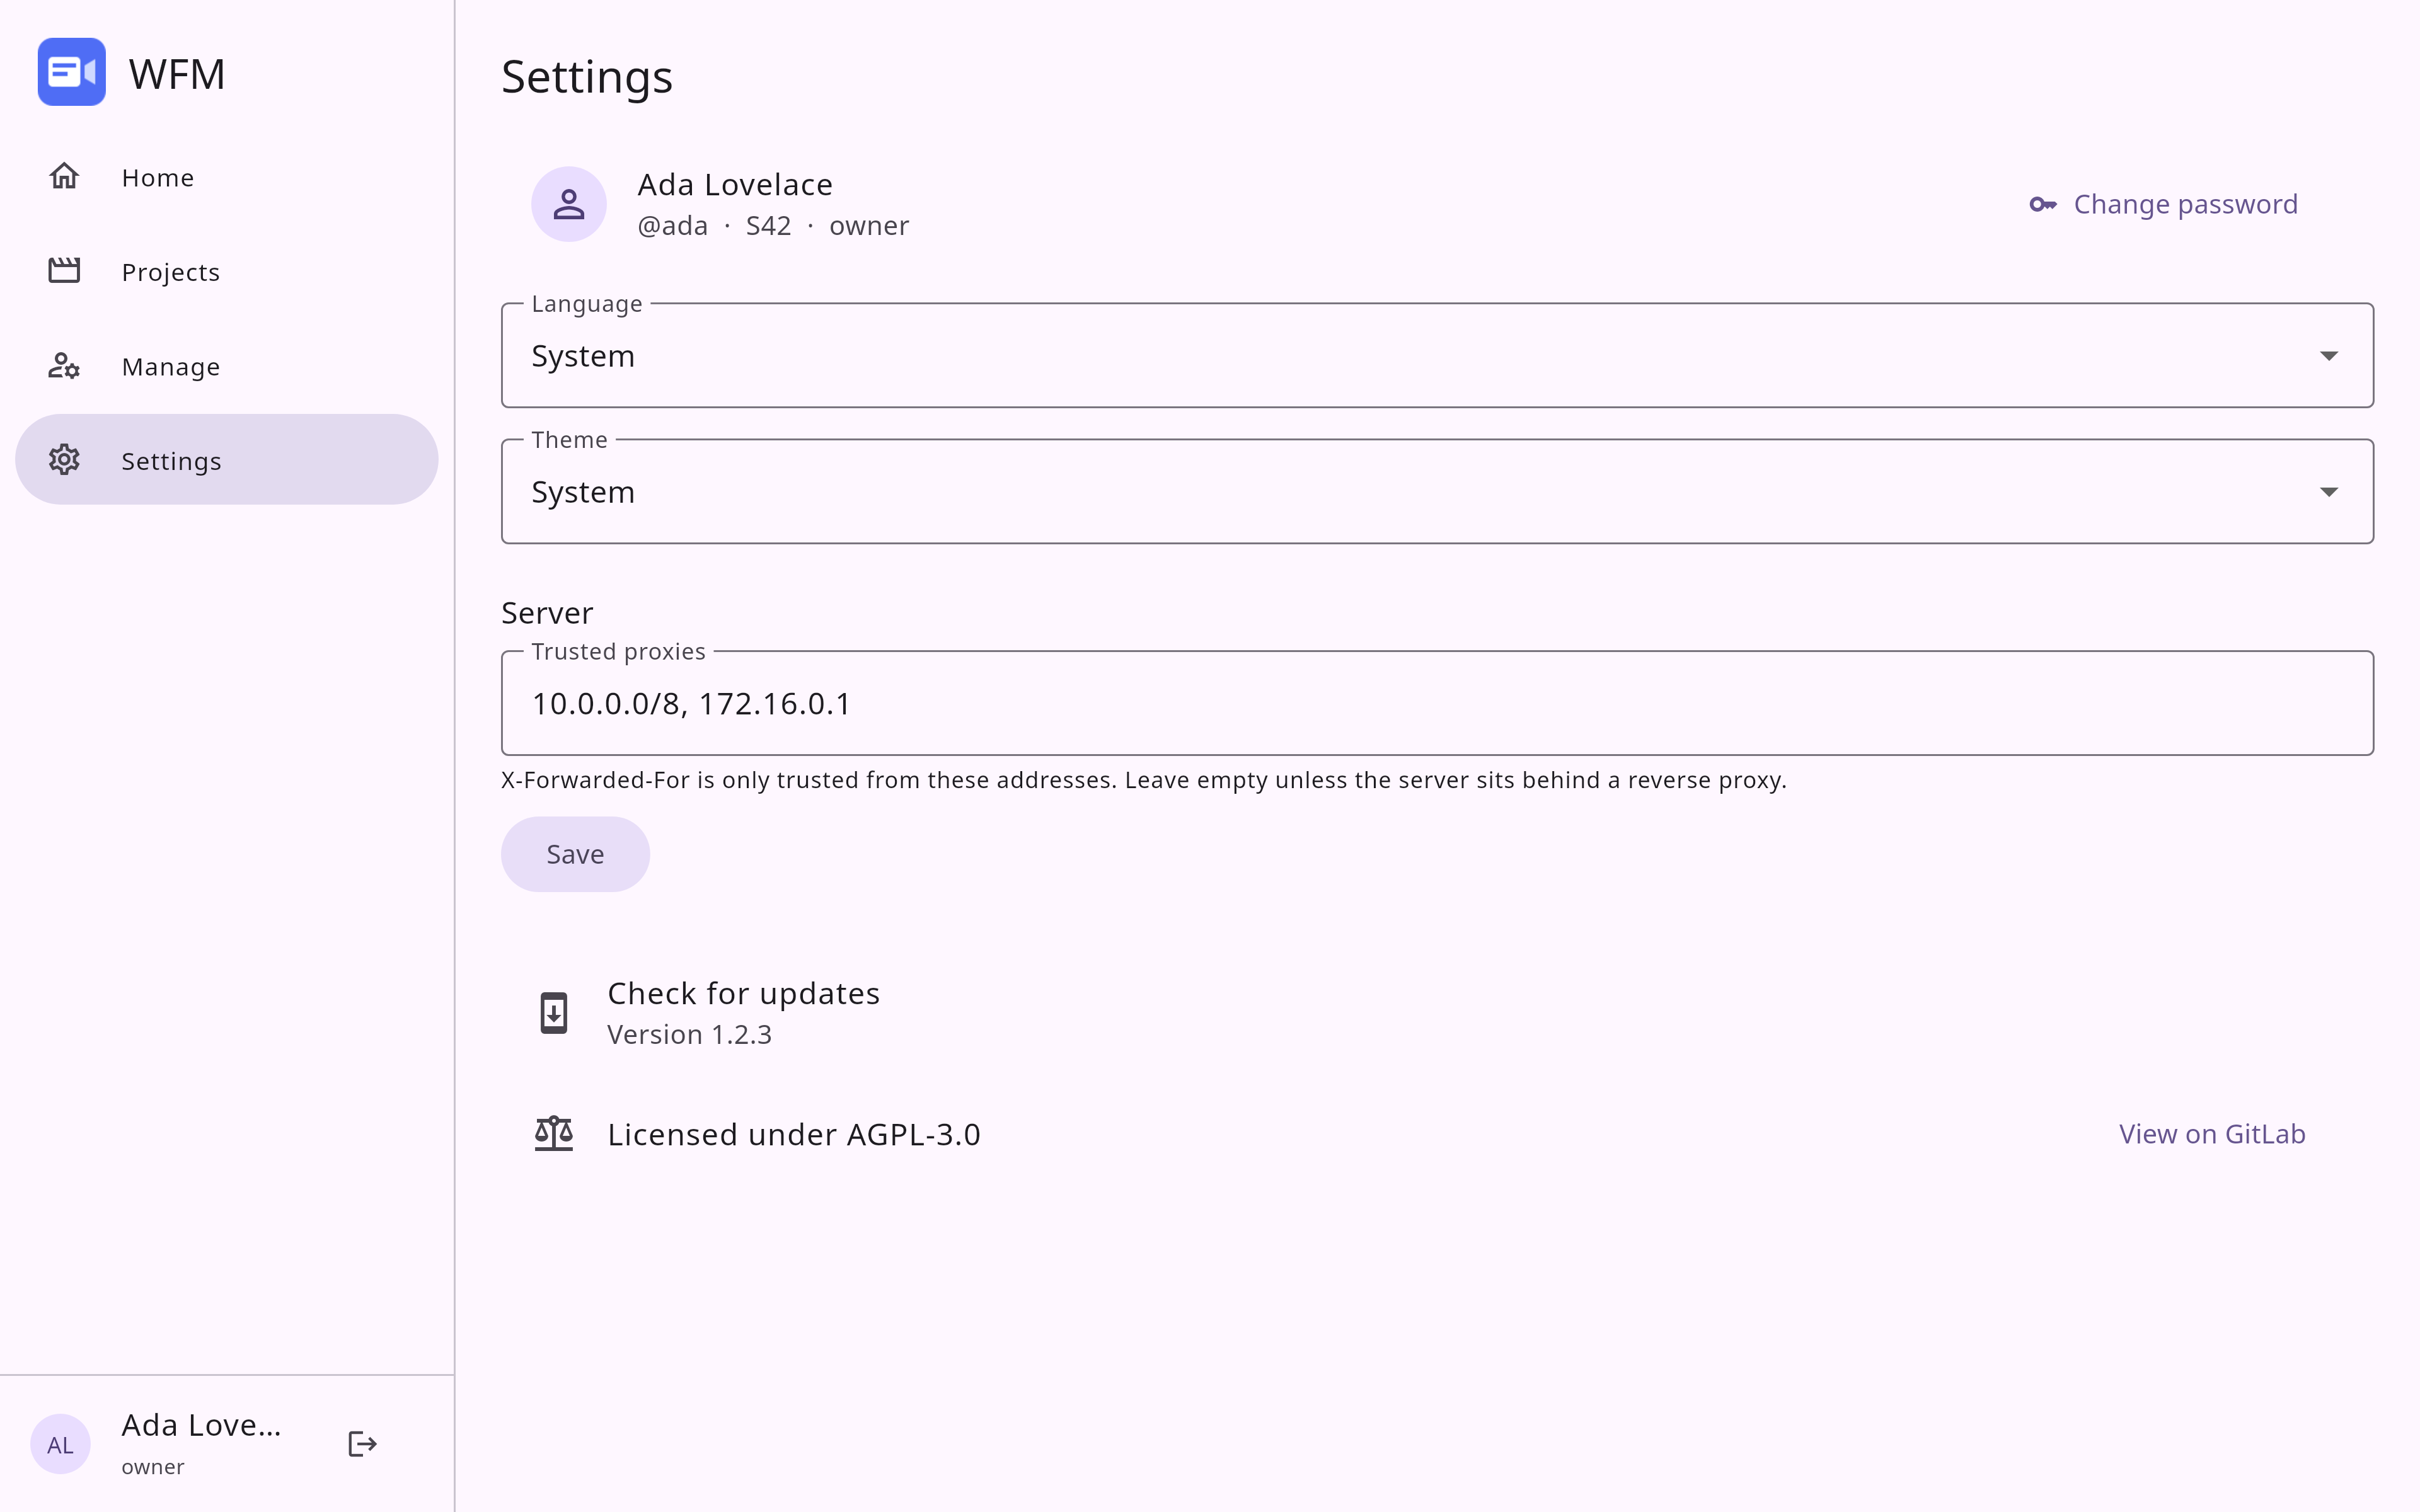 WFM
Home
Projects
Manage
Settings
Ada Love…
owner
AL
Settings
Ada Lovelace
@ada · S42 · owner
Change password
Language
System
Theme
System
Server
Trusted proxies
10.0.0.0/8, 172.16.0.1
X-Forwarded-For is only trusted from these addresses. Leave empty unless the server sits behind a reverse proxy.
Save
Check for updates
Version 1.2.3
Licensed under AGPL-3.0
View on GitLab